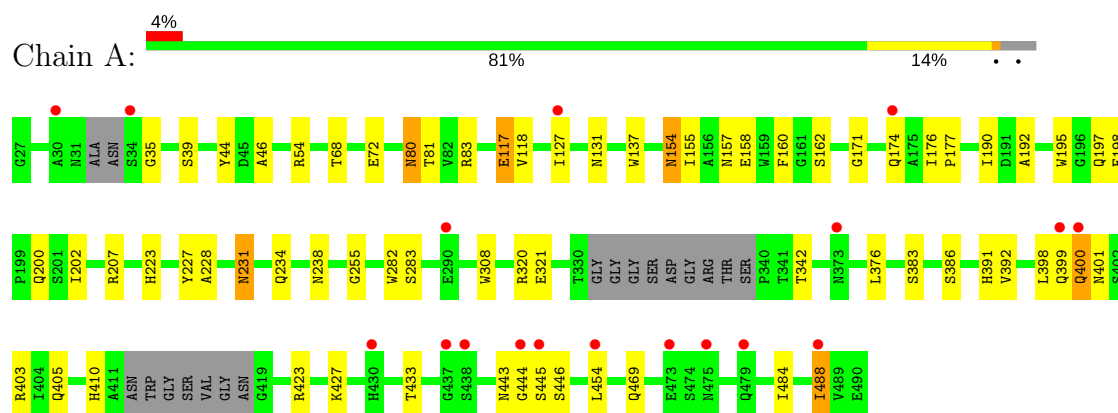 4%
Chain A:
81% 14% • •
G27 A30 N31 ALA ASN S34 G35 S39 Y44 D45 A46 R54 T68 E72 N80 T81 V82 R83 E117 V118 I127 N131 W137 N154 I155 A156 N157 E158 W159 F160 G161 S162 G171 Q174 A175 I176 P177 I190 D191 A192 W195 G196 Q197
P199 Q200 S201 I202 R207 H223 Y227 A228 N231 Q234 N238 G255 W282 S283 E290 W308 R320 E321 T330 GLY GLY GLY SER ASP GLY ARG THR SER P340 T341 T342 N373 L376 S383 S386 H391 V392 L398 Q399 Q400 N401 S402
R403 I404 Q405 H410 A411 ASN TRP GLY SER VAL GLY ASN G419 R423 K427 H430 T433 G437 S438 N443 G444 S445 S446 L454 Q469 E473 S474 N475 Q479 I484 I488 V489 E490